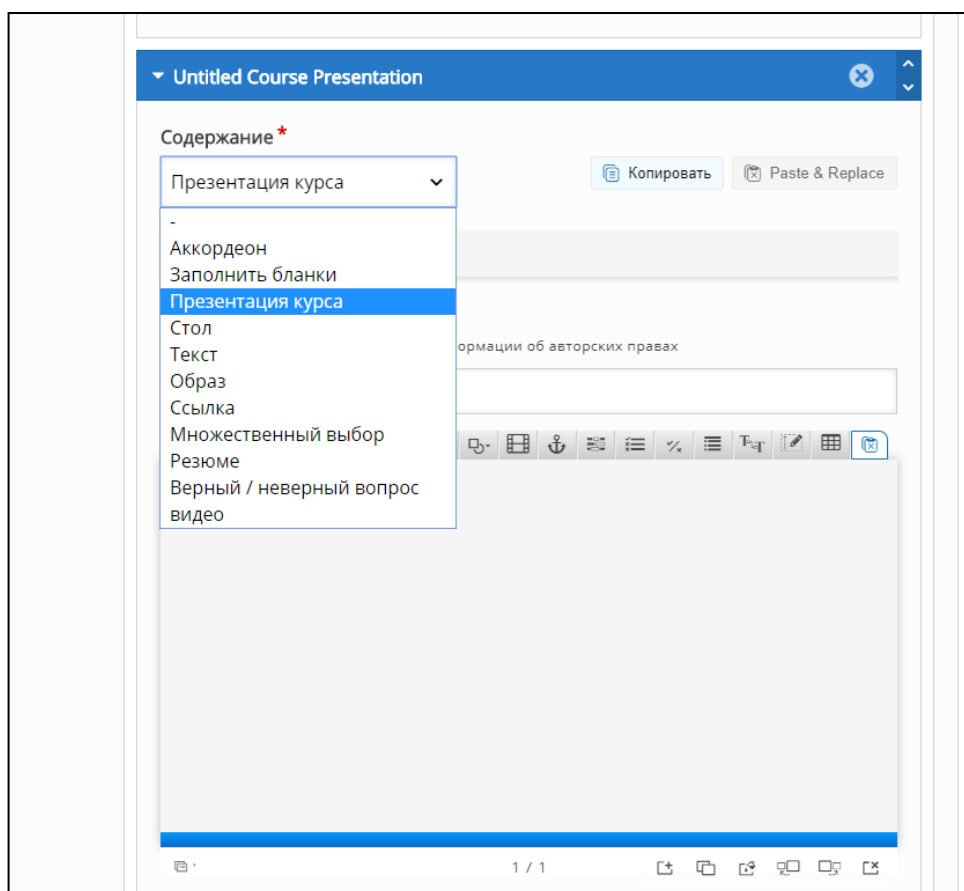 Untitled Course Presentation
Содержание*
Презентация курса
Копировать
Paste & Replace
-
Аккордеон
Заполнить бланки
Презентация курса
Стол
Текст
ормации об авторских правах
Образ
Ссылка
Множественный выбор
Резюме
Верный / неверный вопрос
видео
1 / 1